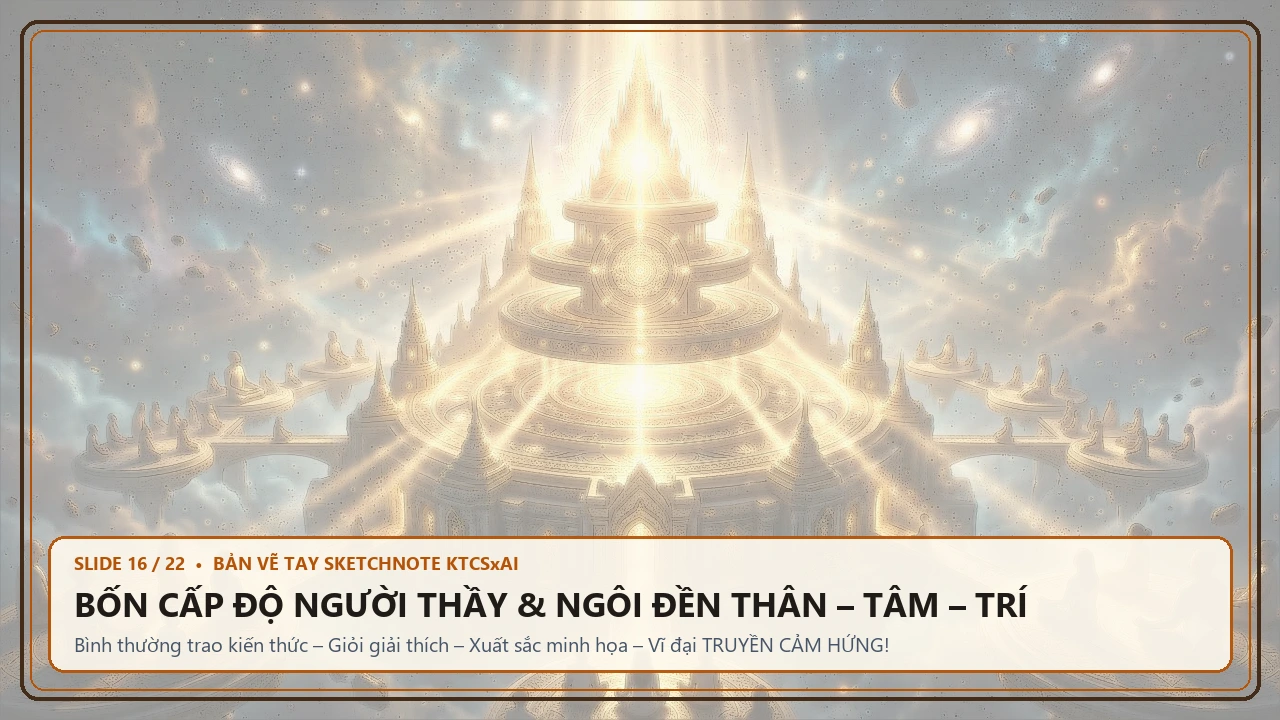 SLIDE 16 / 22 • BẢN VẼ TAY SKETCHNOTE KTCSxAI
BỐN CẤP ĐỘ NGƯỜI THẦY & NGÔI ĐỀN THÂN – TÂM – TRÍ
Bình thường trao kiến thức – Giỏi giải thích – Xuất sắc minh họa – Vĩ đại TRUYỀN CẢM HỨNG!